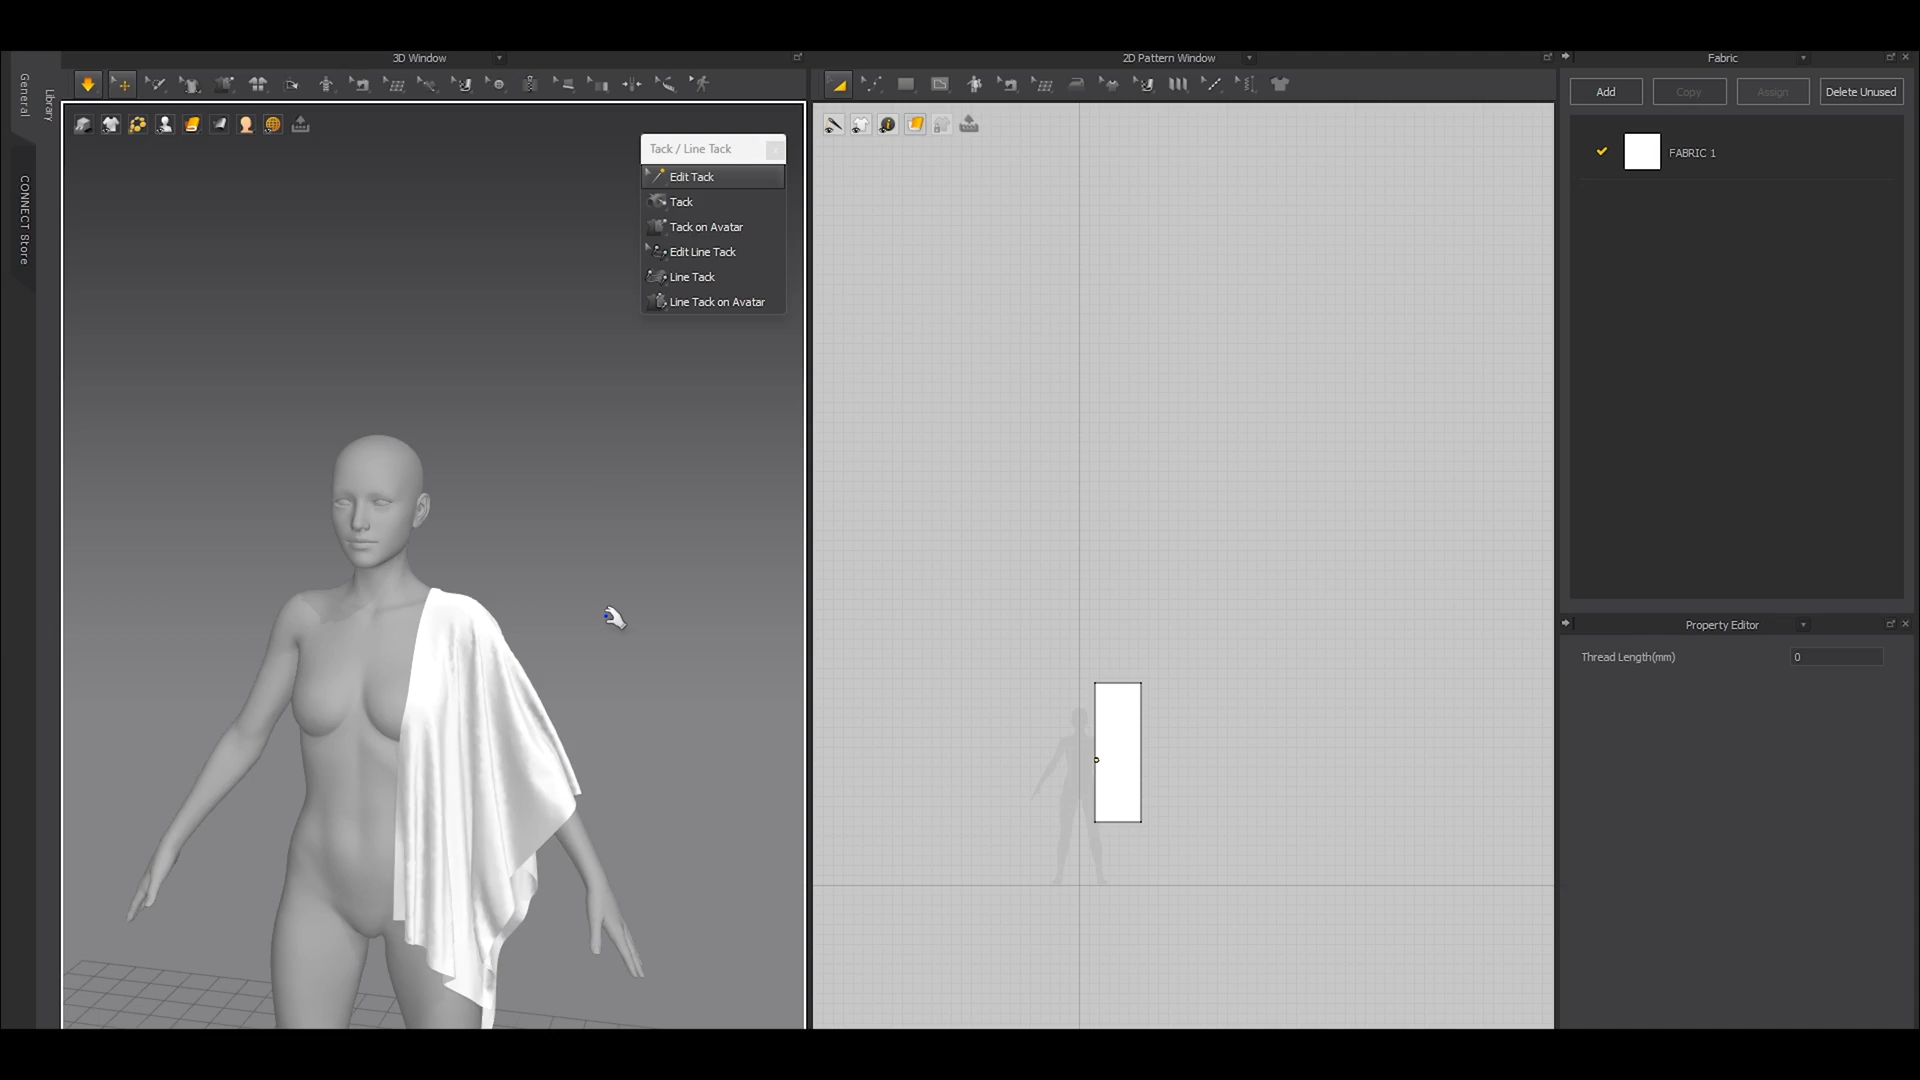 3D Window
2D Pattern Window
Fabric
General
Library
CONNECT Store
Add
Copy
Assign
Delete Unused
FABRIC 1
Tack / Line Tack
Edit Tack
Tack
Tack on Avatar
Edit Line Tack
Line Tack
Line Tack on Avatar
Property Editor
Thread Length(mm)
0